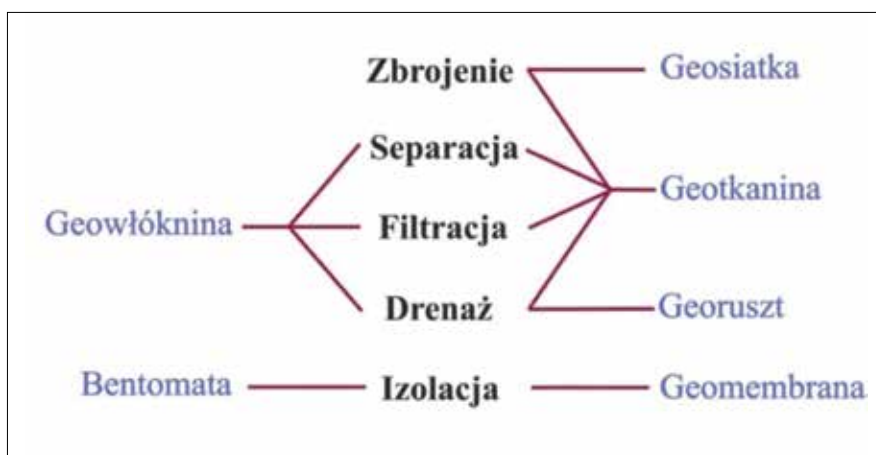 Zbrojenie
Geosiatka
Separacja
Geotkanina
Geowłóknina
Filtracja
Drenaż
Georuszt
Bentomata
Izolacja
Geomembrana